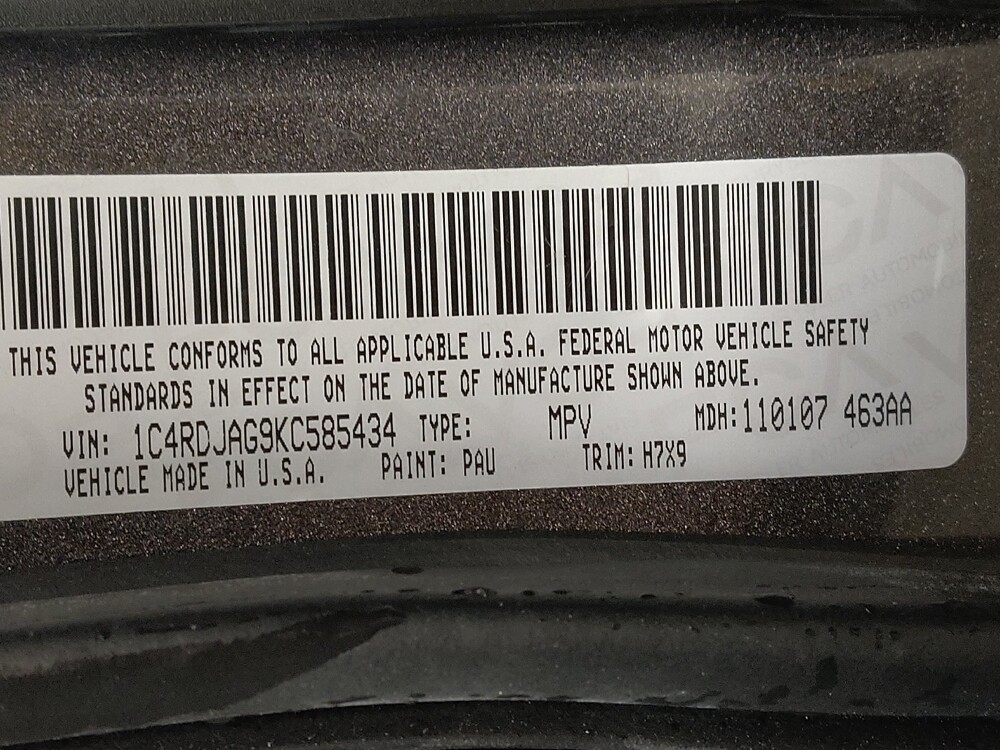 THIS VEHICLE CONFORMS TO ALL APPLICABLE U.S.A. FEDERAL MOTOR VEHICLE SAFETY
STANDARDS IN EFFECT ON THE DATE OF MANUFACTURE SHOWN ABOVE.
VIN: 1C4RDJAG9KC585434 TYPE: MPV MDH:110107 463AA
VEHICLE MADE IN U.S.A. PAINT: PAU TRIM: H7X9